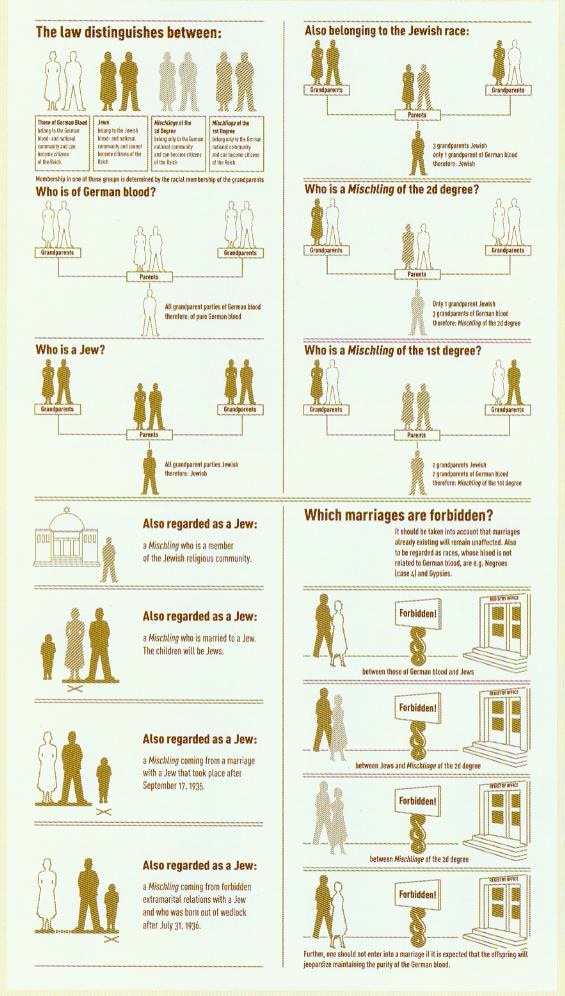 The law distinguishes between:
Those of German Blood
belong to the German
blood- and national
community and can
become citizens
of the Reich.
Jews
belong to the Jewish
blood- and national
community and cannot
become citizens of the
Reich
Mischlinge of the
2d Degree
belong only to the German
national community
and can become citizens
of the Reich
Mischlinge of the
1st Degree
belong only to the German
national community
and can become citizens
of the Reich
Membership in one of these groups is determined by the racial membership of the grandparents
Who is of German blood?
Grandparents
Grandparents
Parents
All grandparent parties of German blood
therefore: of pure German blood
Who is a Jew?
Grandparents
Grandparents
Parents
All grandparent parties Jewish
therefore: Jewish
Also belonging to the Jewish race:
Grandparents
Grandparents
Parents
3 grandparents Jewish
only 1 grandparent of German blood
therefore: Jewish
Who is a Mischling of the 2d degree?
Grandparents
Grandparents
Parents
Only 1 grandparent Jewish
3 grandparents of German blood
therefore: Mischling of the 2d degree
Who is a Mischling of the 1st degree?
Grandparents
Grandparents
Parents
2 grandparents Jewish
2 grandparents of German blood
therefore: Mischling of the 1st degree
Also regarded as a Jew:
a Mischling who is a member
of the Jewish religious community.
Also regarded as a Jew:
a Mischling who is married to a Jew.
The children will be Jews.
Also regarded as a Jew:
a Mischling coming from a marriage
with a Jew that took place after
September 17, 1935.
Also regarded as a Jew:
a Mischling coming from forbidden
extramarital relations with a Jew
and who was born out of wedlock
after July 31, 1936.
Which marriages are forbidden?
It should be taken into account that marriages
already existing will remain unaffected. Also
to be regarded as races, whose blood is not
related to German blood, are e.g. Negroes
(case 4) and Gypsies.
Forbidden!
REGISTRY OFFICE
between those of German blood and Jews
Forbidden!
REGISTRY OFFICE
between Jews and Mischlinge of the 2d degree
Forbidden!
REGISTRY OFFICE
between Mischlinge of the 2d degree
Forbidden!
REGISTRY OFFICE
Further, one should not enter into a marriage if it is expected that the offspring will
jeopardize maintaining the purity of the German blood.